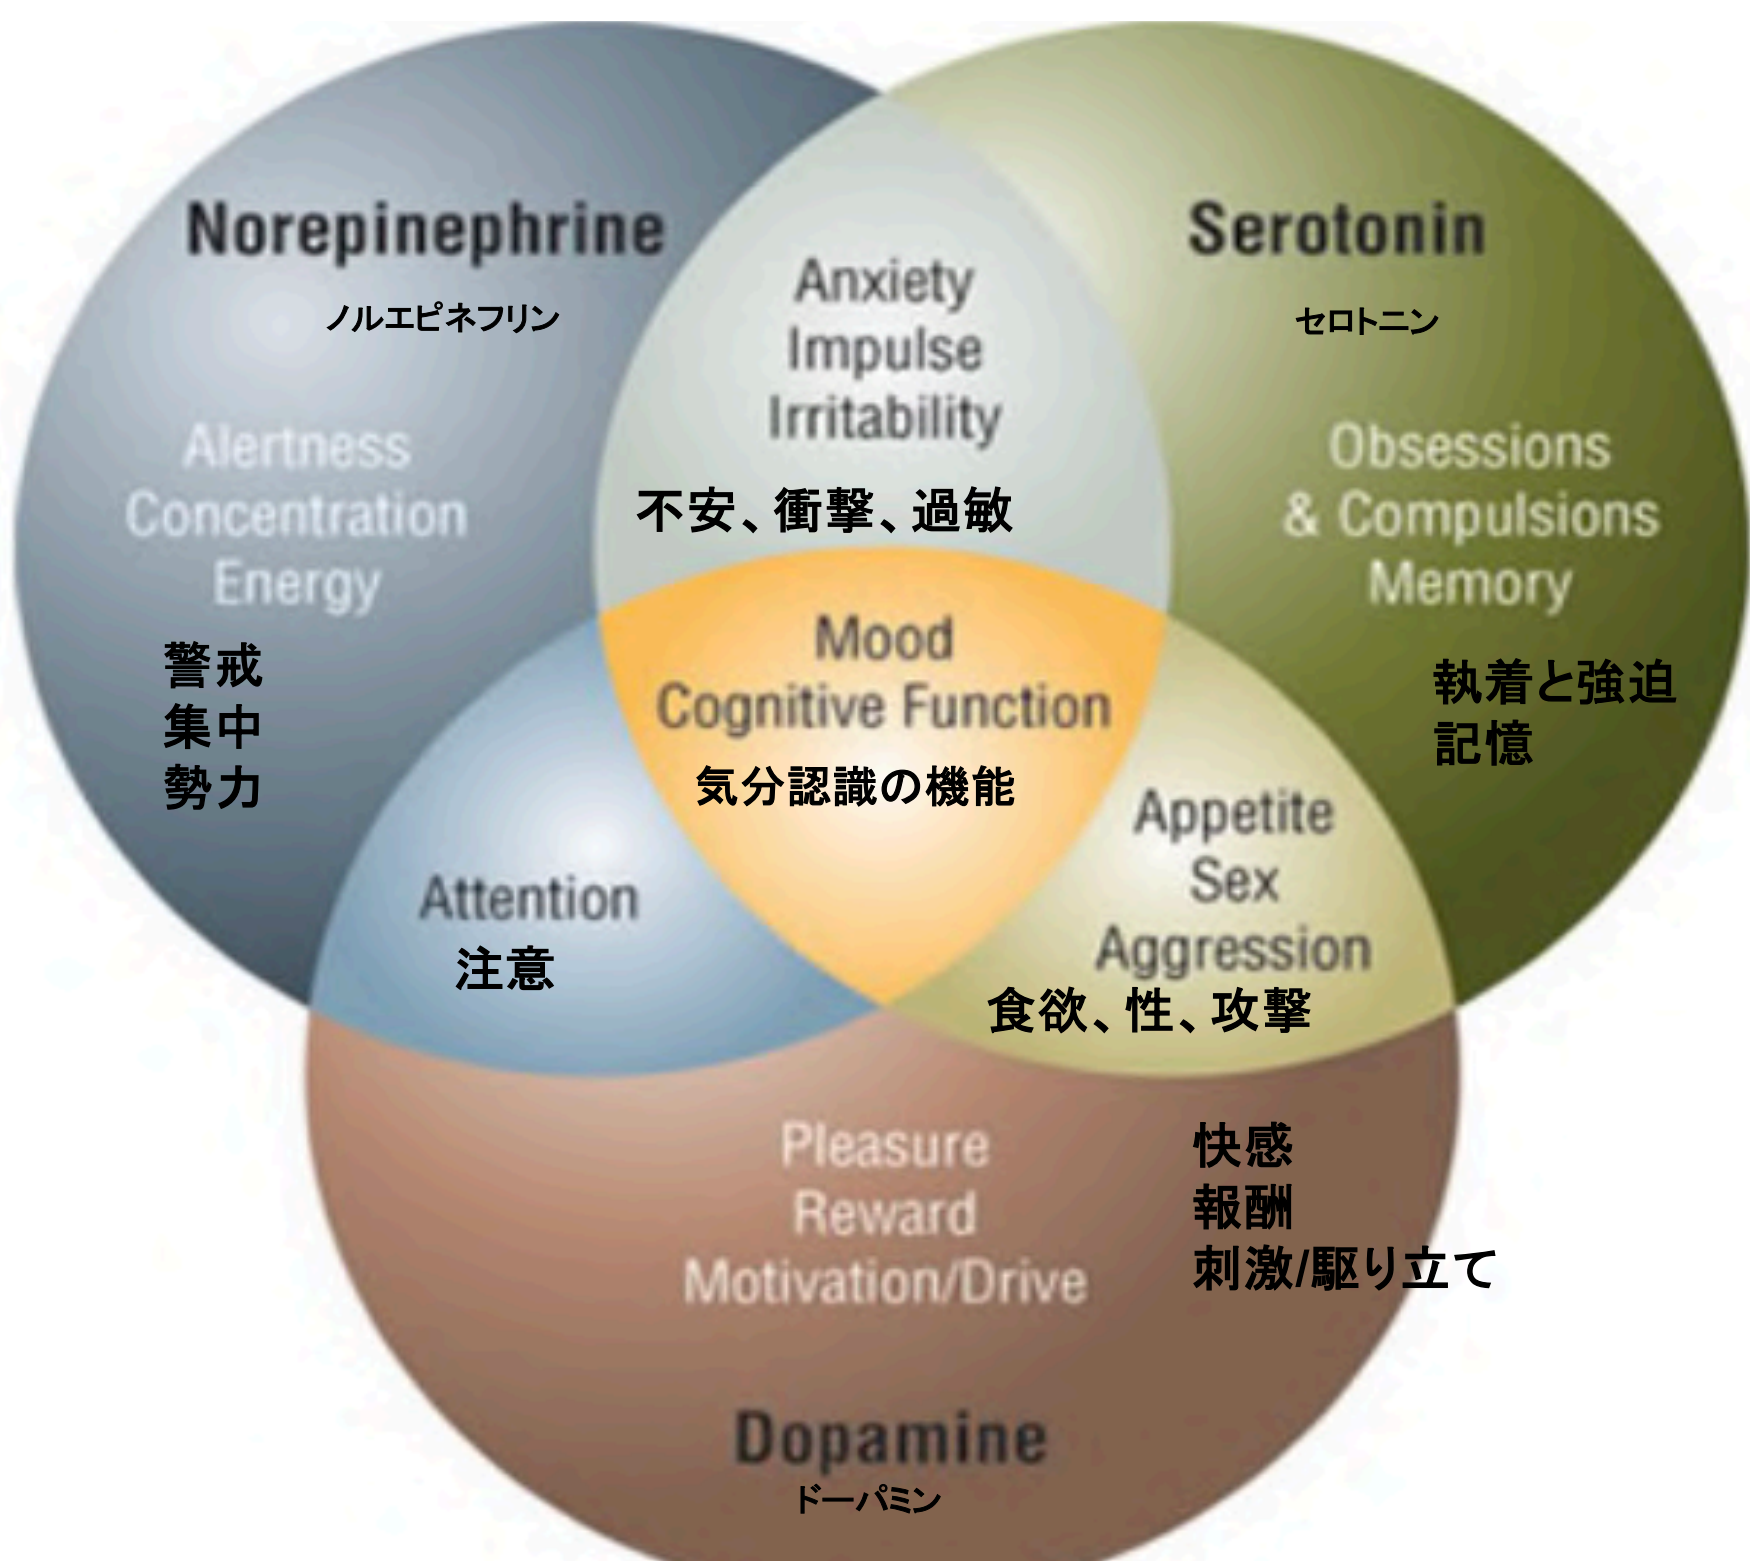 Norepinephrine
ノルエピネフリン
Alertness
Concentration
Energy
警戒
集中
勢力
Anxiety
Impulse
Irritability
不安、衝撃、過敏
Serotonin
セロトニン
Obsessions
& Compulsions
Memory
執着と強迫
記憶
Mood
Cognitive Function
気分認識の機能
Attention
注意
Appetite
Sex
Aggression
食欲、性、攻撃
Pleasure
Reward
Motivation/Drive
快感
報酬
刺激/駆り立て
Dopamine
ドーパミン